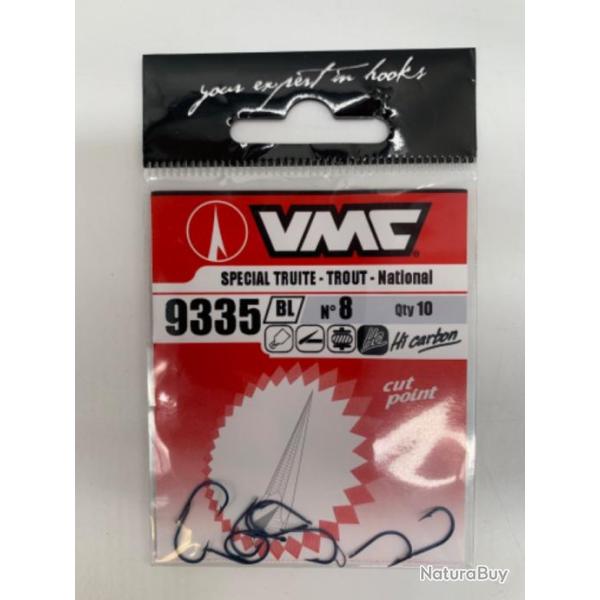 your expert in hooks
VMC
SPECIAL TRUITE - TROUT - National
9335 BL N° 8 Qty 10
Hc Hi carbon
cut
point
NaturaBuy